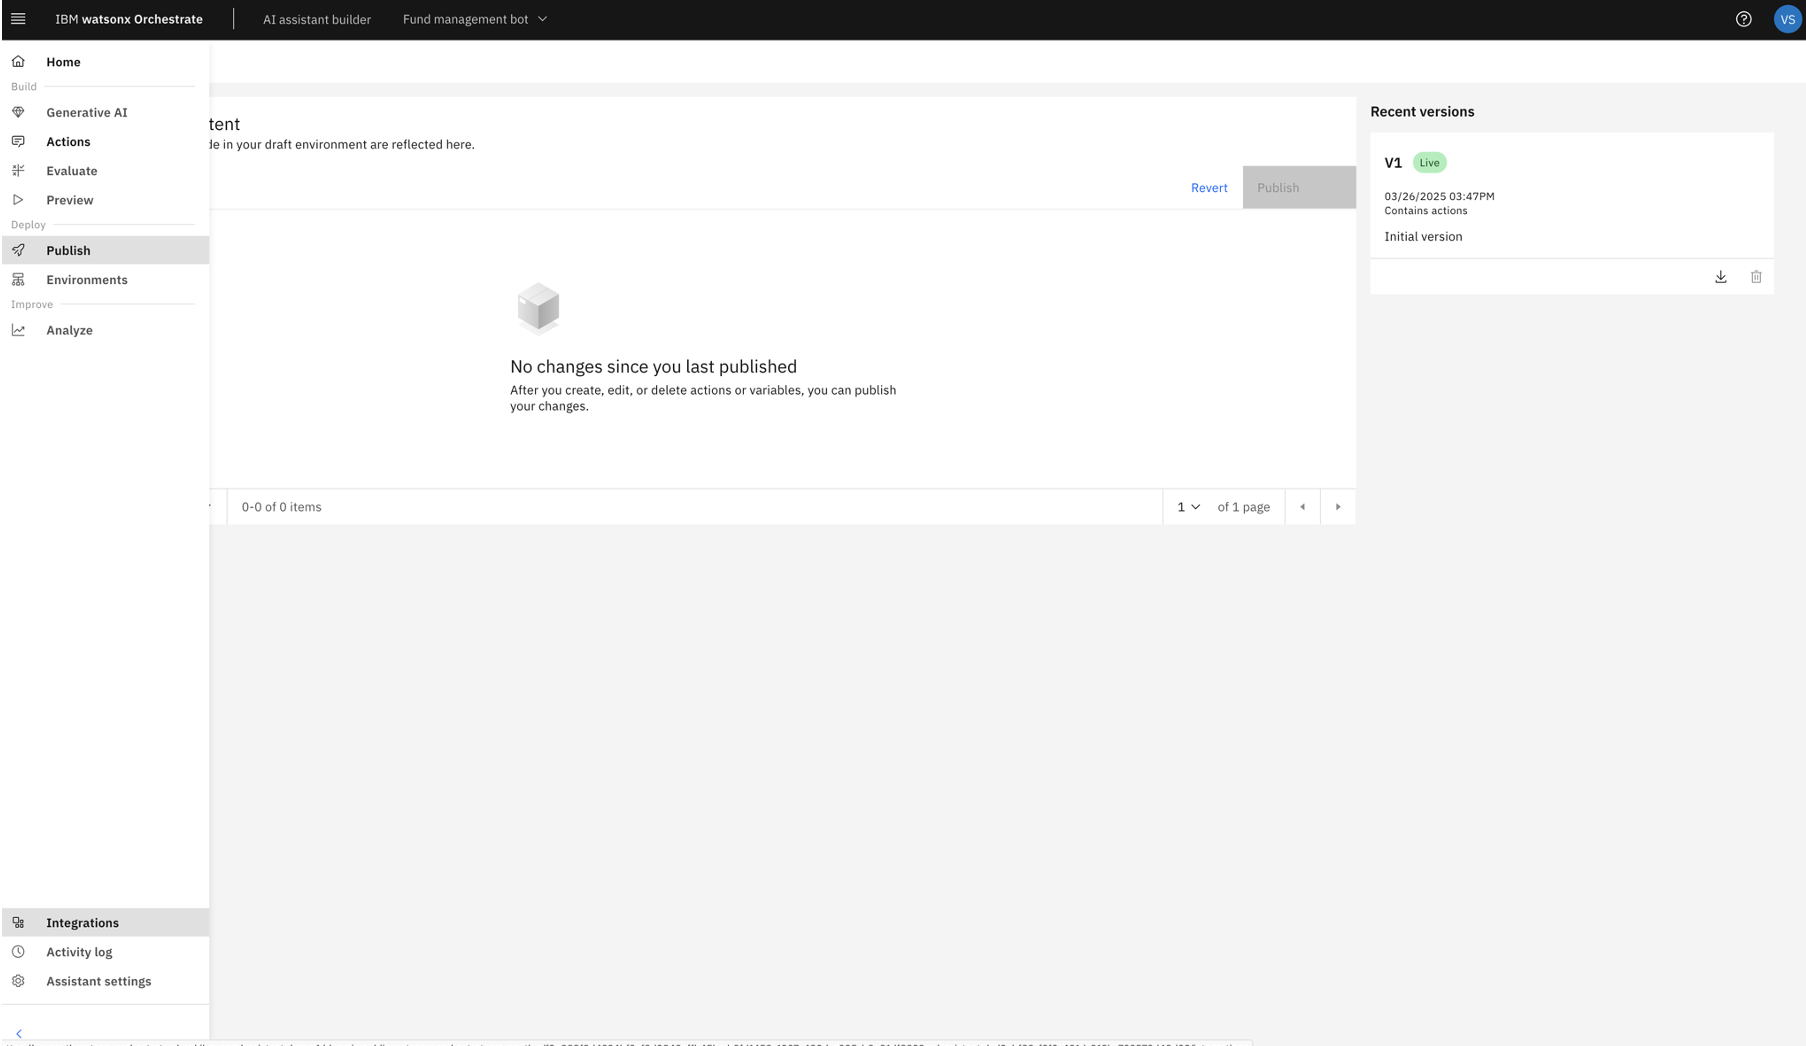 IBM watsonx Orchestrate
AI assistant builder
Fund management bot
VS
Home
Build
Generative AI
Actions
Evaluate
Preview
Deploy
Publish
Environments
Improve
Analyze
Integrations
Activity log
Assistant settings
tent
de in your draft environment are reflected here.
Revert
Publish
No changes since you last published
After you create, edit, or delete actions or variables, you can publish
your changes.
0-0 of 0 items
1
of 1 page
Recent versions
V1 Live
03/26/2025 03:47PM
Contains actions
Initial version